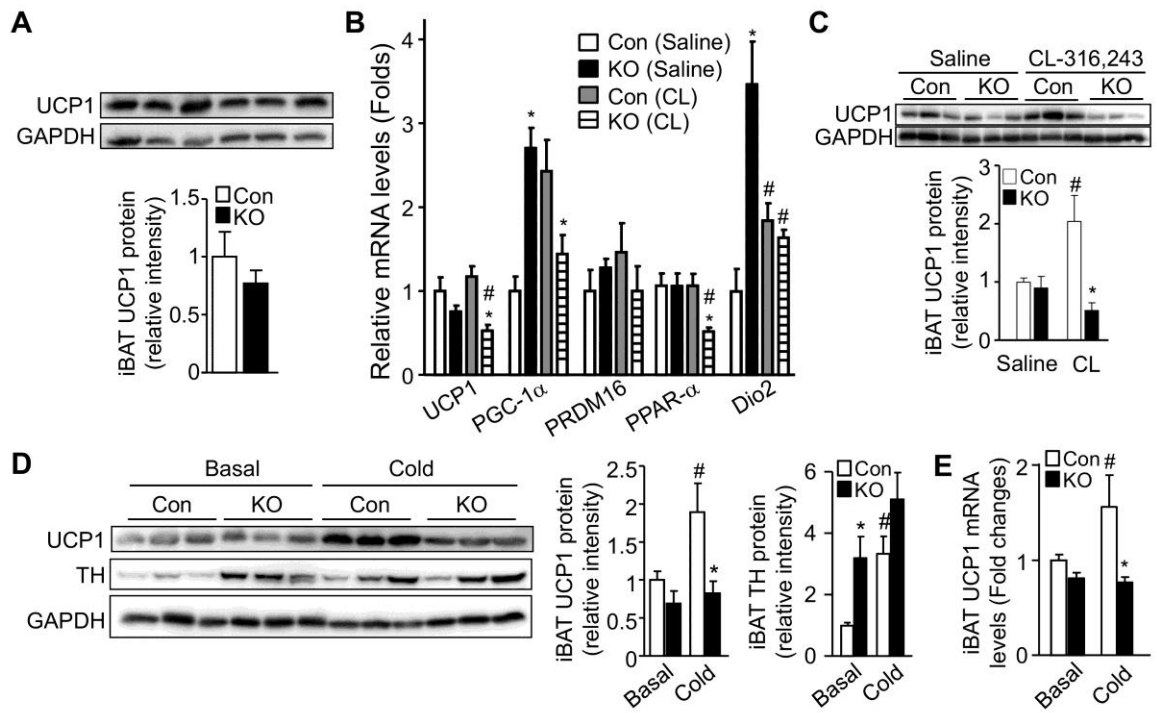 A
UCP1
GAPDH
iBAT UCP1 protein
(relative intensity)
1.5
1
0.5
0
Con
KO
B
Relative mRNA levels (Folds)
4
3
2
1
0
Con (Saline)
KO (Saline)
Con (CL)
KO (CL)
*
*
*
#
#
#
*
#
*
UCP1
PGC-1α
PRDM16
PPAR-α
Dio2
C
Saline CL-316,243
Con KO Con KO
UCP1
GAPDH
iBAT UCP1 protein
(relative intensity)
3
2
1
0
Con
KO
#
*
Saline CL
D
Basal Cold
Con KO Con KO
UCP1
TH
GAPDH
iBAT UCP1 protein
(relative intensity)
2.5
2
1.5
1
0.5
0
#
*
Basal
Cold
iBAT TH protein
(relative intensity)
6
4
2
0
Con
KO
*
#
Basal
Cold
E
iBAT UCP1 mRNA
levels (Fold changes)
2
1
0
Con
KO
#
*
Basal
Cold